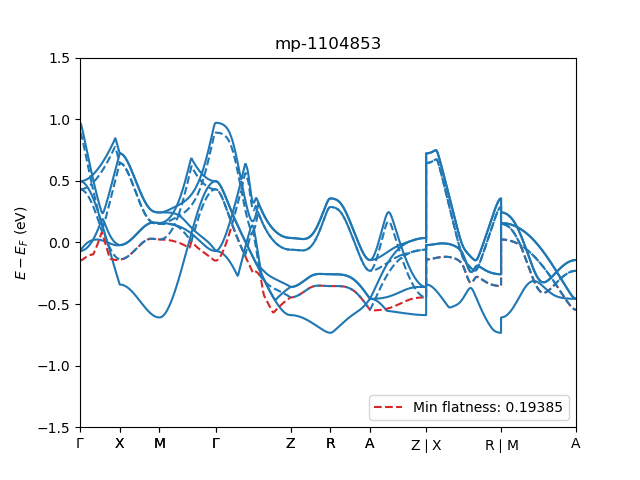 mp-1104853
E − E_F (eV)
1.5
1.0
0.5
0.0
−0.5
−1.0
−1.5
Min flatness: 0.19385
Γ X M Γ Z R A Z | X R | M A